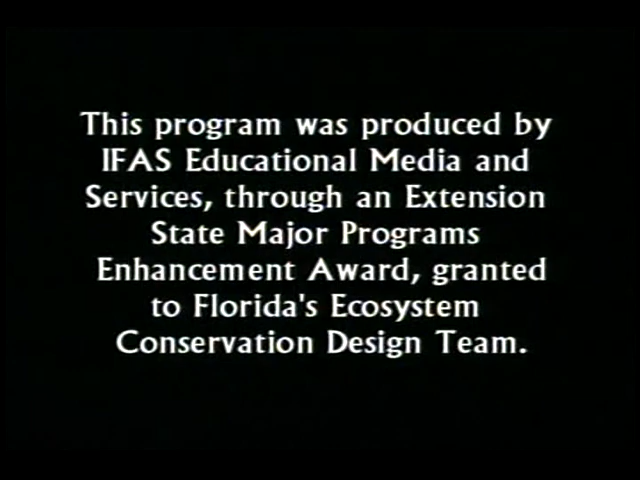 This program was produced by
IFAS Educational Media and
Services, through an Extension
State Major Programs
Enhancement Award, granted
to Florida's Ecosystem
Conservation Design Team.